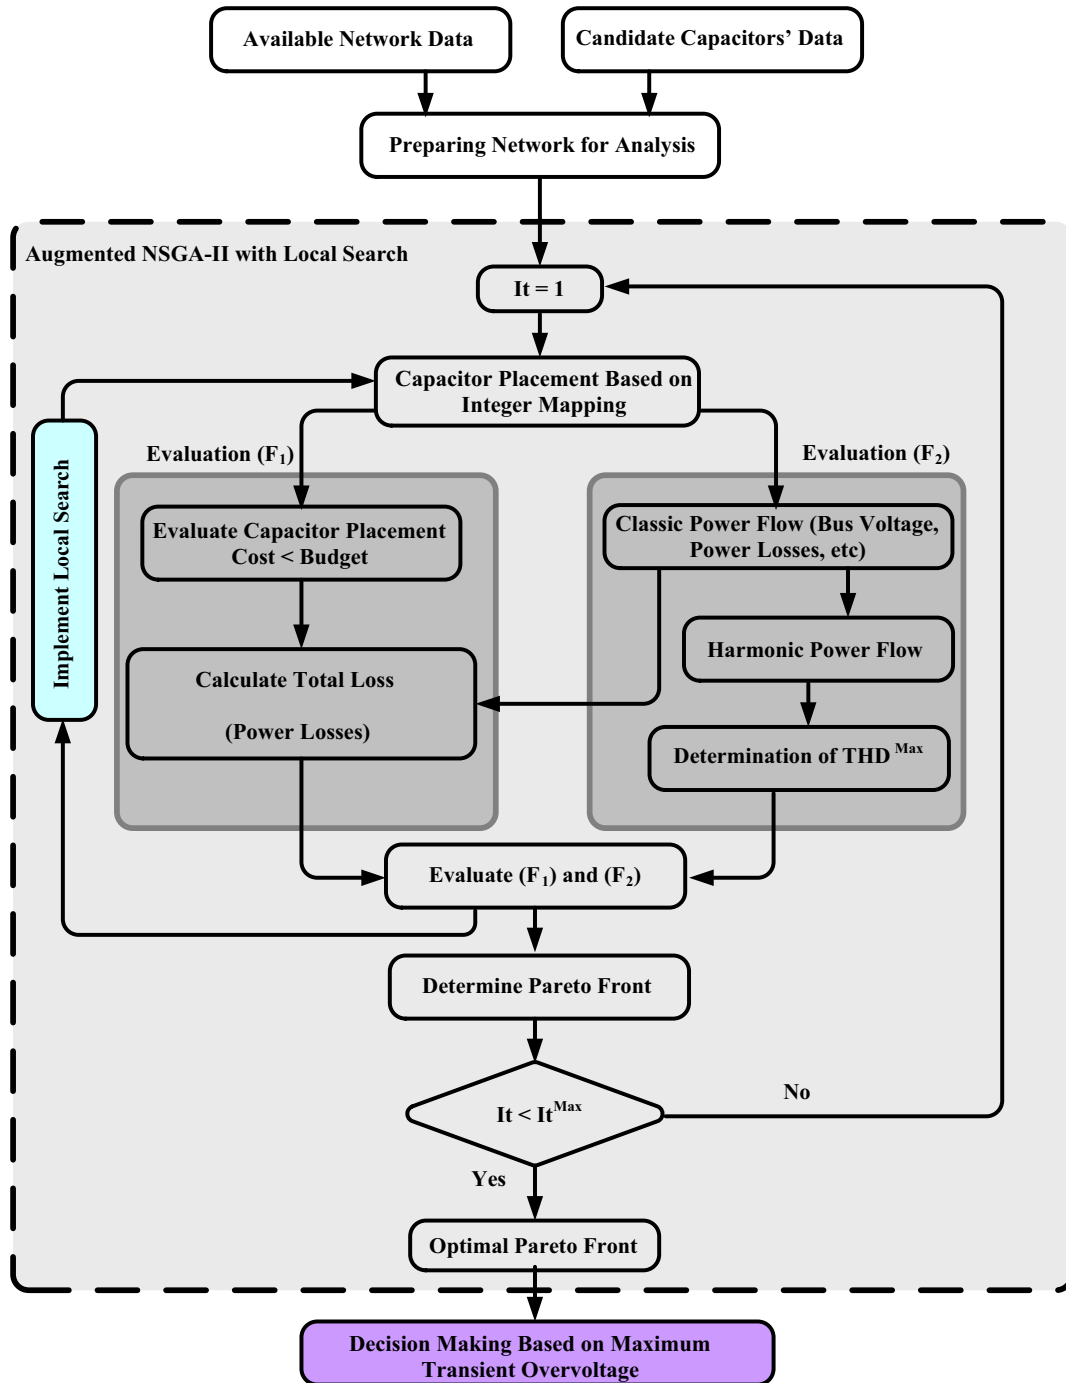 Available Network Data
Candidate Capacitors’ Data
Preparing Network for Analysis
Augmented NSGA-II with Local Search
It = 1
Capacitor Placement Based on
Integer Mapping
Evaluation (F₁)
Evaluation (F₂)
Implement Local Search
Evaluate Capacitor Placement
Cost < Budget
Classic Power Flow (Bus Voltage,
Power Losses, etc)
Harmonic Power Flow
Calculate Total Loss
(Power Losses)
Determination of THD Max
Evaluate (F₁) and (F₂)
Determine Pareto Front
It < It Max
No
Yes
Optimal Pareto Front
Decision Making Based on Maximum
Transient Overvoltage